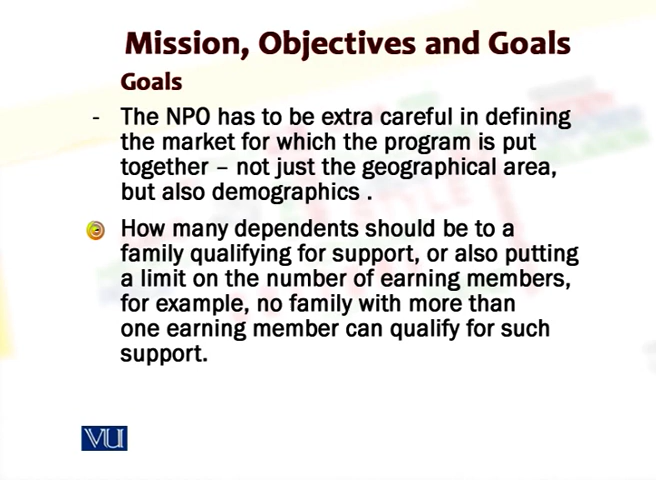 Mission, Objectives and Goals
Goals
- The NPO has to be extra careful in defining
the market for which the program is put
together – not just the geographical area,
but also demographics .
How many dependents should be to a
family qualifying for support, or also putting
a limit on the number of earning members,
for example, no family with more than
one earning member can qualify for such
support.
VU